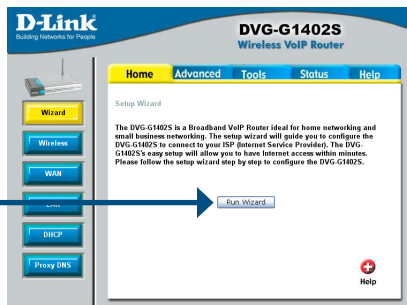 D-Link
Building Networks for People
DVG-G1402S
Wireless VoIP Router
Home
Advanced
Tools
Status
Help
Wizard
Wireless
WAN
LAN
DHCP
Proxy DNS
Setup Wizard
The DVG-G1402S is a Broadband VoIP Router ideal for home networking and
small business networking. The setup wizard will guide you to configure the
DVG-G1402S to connect to your ISP (Internet Service Provider). The DVG-
G1402S's easy setup will allow you to have Internet access within minutes.
Please follow the setup wizard step by step to configure the DVG-G1402S.
Run Wizard
Help